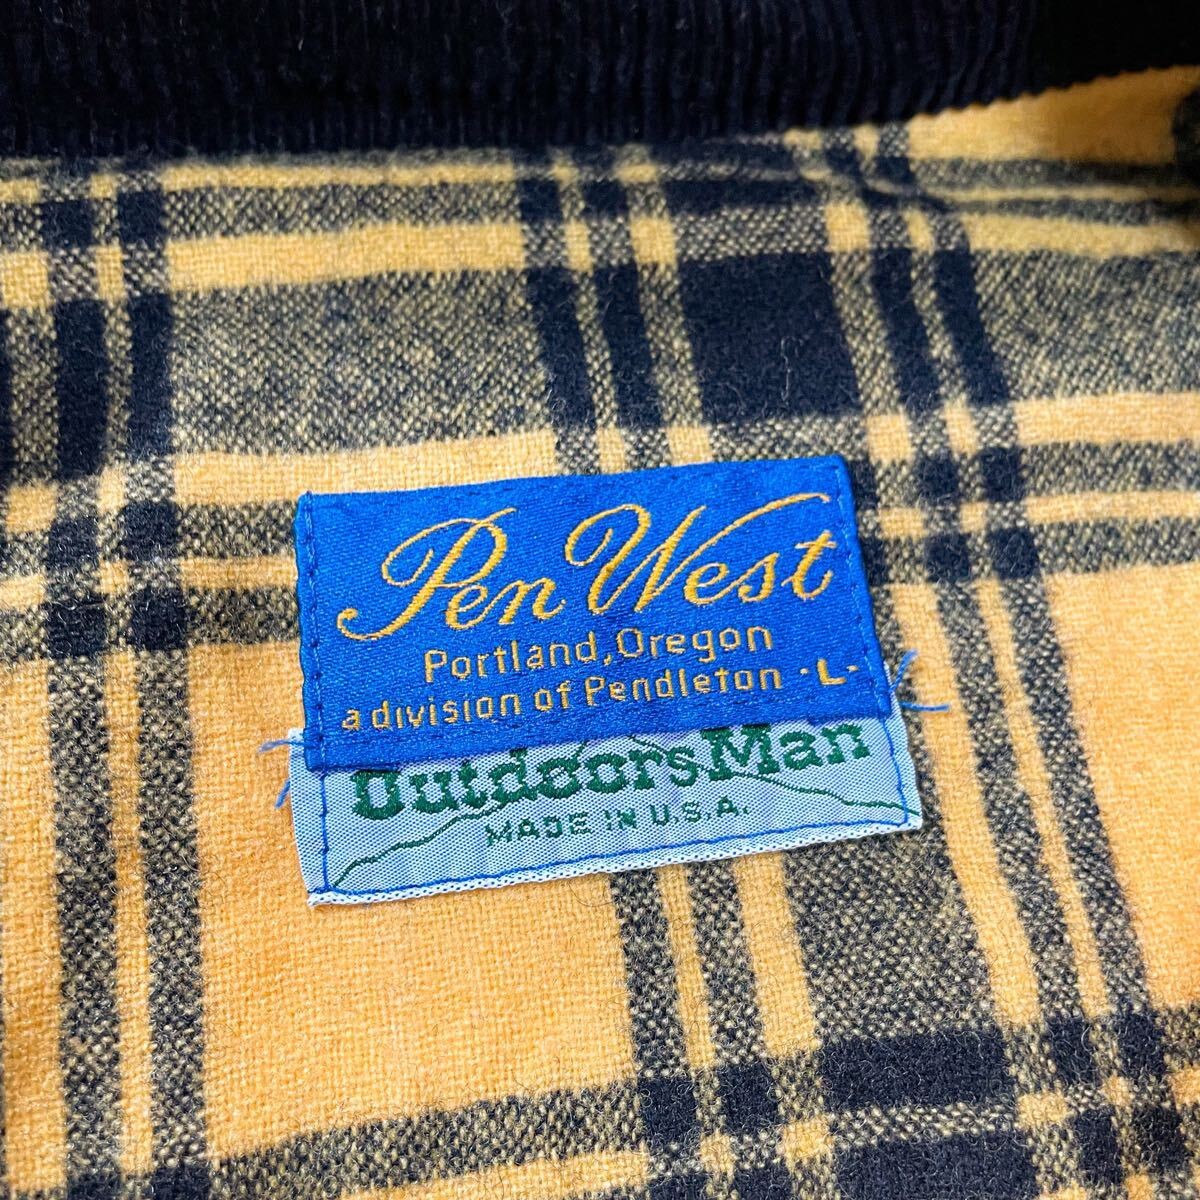 Pen West
Portland, Oregon
a division of Pendleton ·L·
OutdoorsMan
MADE IN U.S.A.